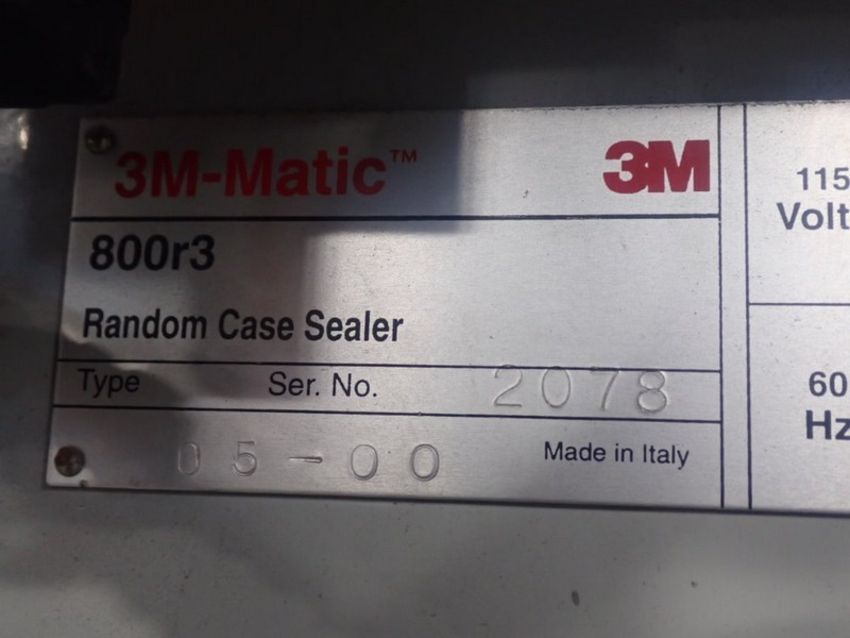 3M-Matic™ 3M
800r3
Random Case Sealer
Type Ser. No. 2078
05-00 Made in Italy
115
Volt
60
Hz